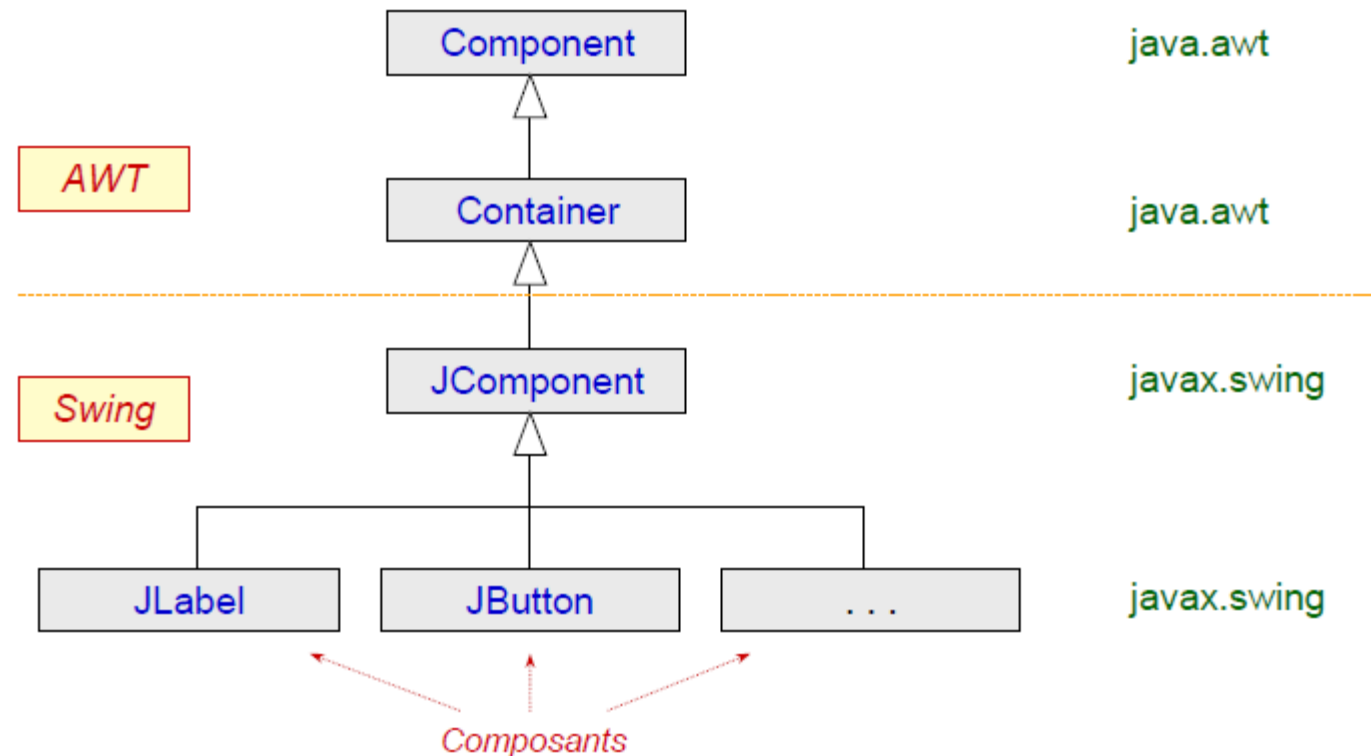 Component java.awt
AWT
Container java.awt
JComponent javax.swing
Swing
JLabel JButton . . . javax.swing
Composants